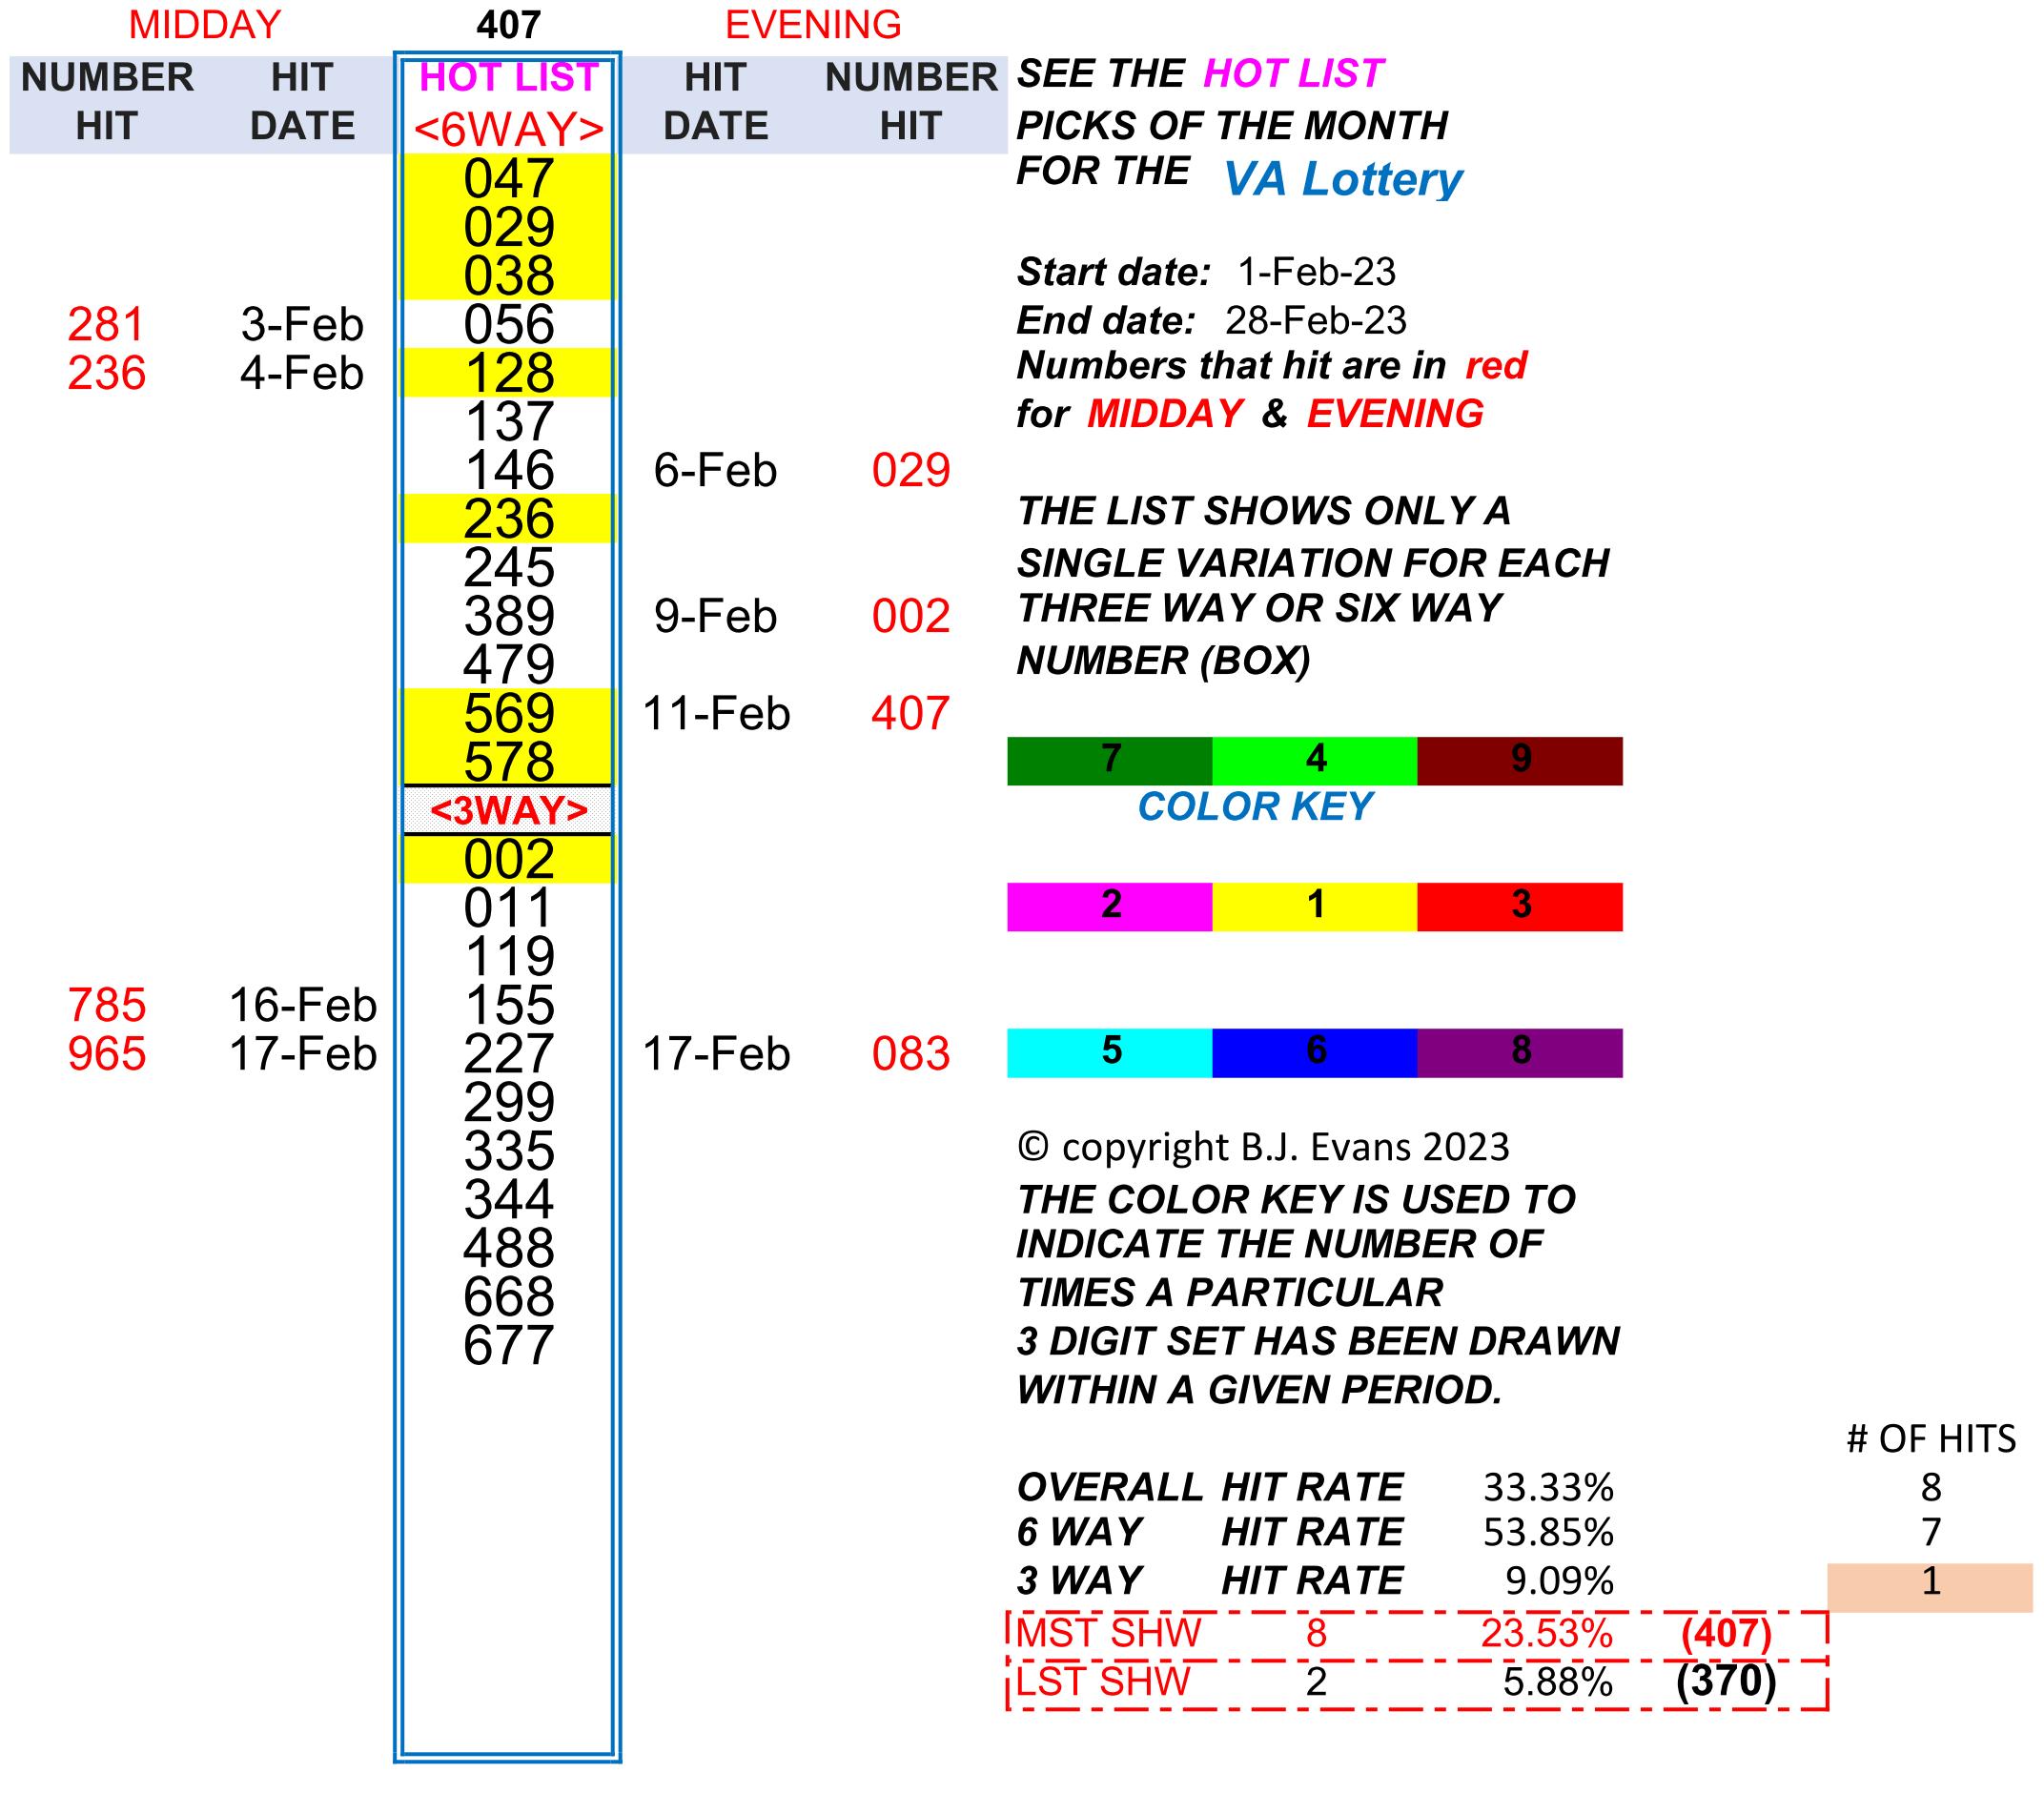 MIDDAY 407 EVENING
NUMBER HIT HOT LIST HIT NUMBER SEE THE HOT LIST
HIT DATE <6WAY> DATE HIT PICKS OF THE MONTH
047 FOR THE VA Lottery
029
038 Start date: 1-Feb-23
281 3-Feb 056 End date: 28-Feb-23
236 4-Feb 128 Numbers that hit are in red
137 for MIDDAY & EVENING
146 6-Feb 029
236 THE LIST SHOWS ONLY A
245 SINGLE VARIATION FOR EACH
389 9-Feb 002 THREE WAY OR SIX WAY
479 NUMBER (BOX)
569 11-Feb 407
578 7 4 9
<3WAY> COLOR KEY
002
011 2 1 3
119
785 16-Feb 155
965 17-Feb 227 17-Feb 083 5 6 8
299
335 © copyright B.J. Evans 2023
344 THE COLOR KEY IS USED TO
488 INDICATE THE NUMBER OF
668 TIMES A PARTICULAR
677 3 DIGIT SET HAS BEEN DRAWN
WITHIN A GIVEN PERIOD.
# OF HITS
OVERALL HIT RATE 33.33% 8
6 WAY HIT RATE 53.85% 7
3 WAY HIT RATE 9.09% 1
MST SHW 8 23.53% (407)
LST SHW 2 5.88% (370)